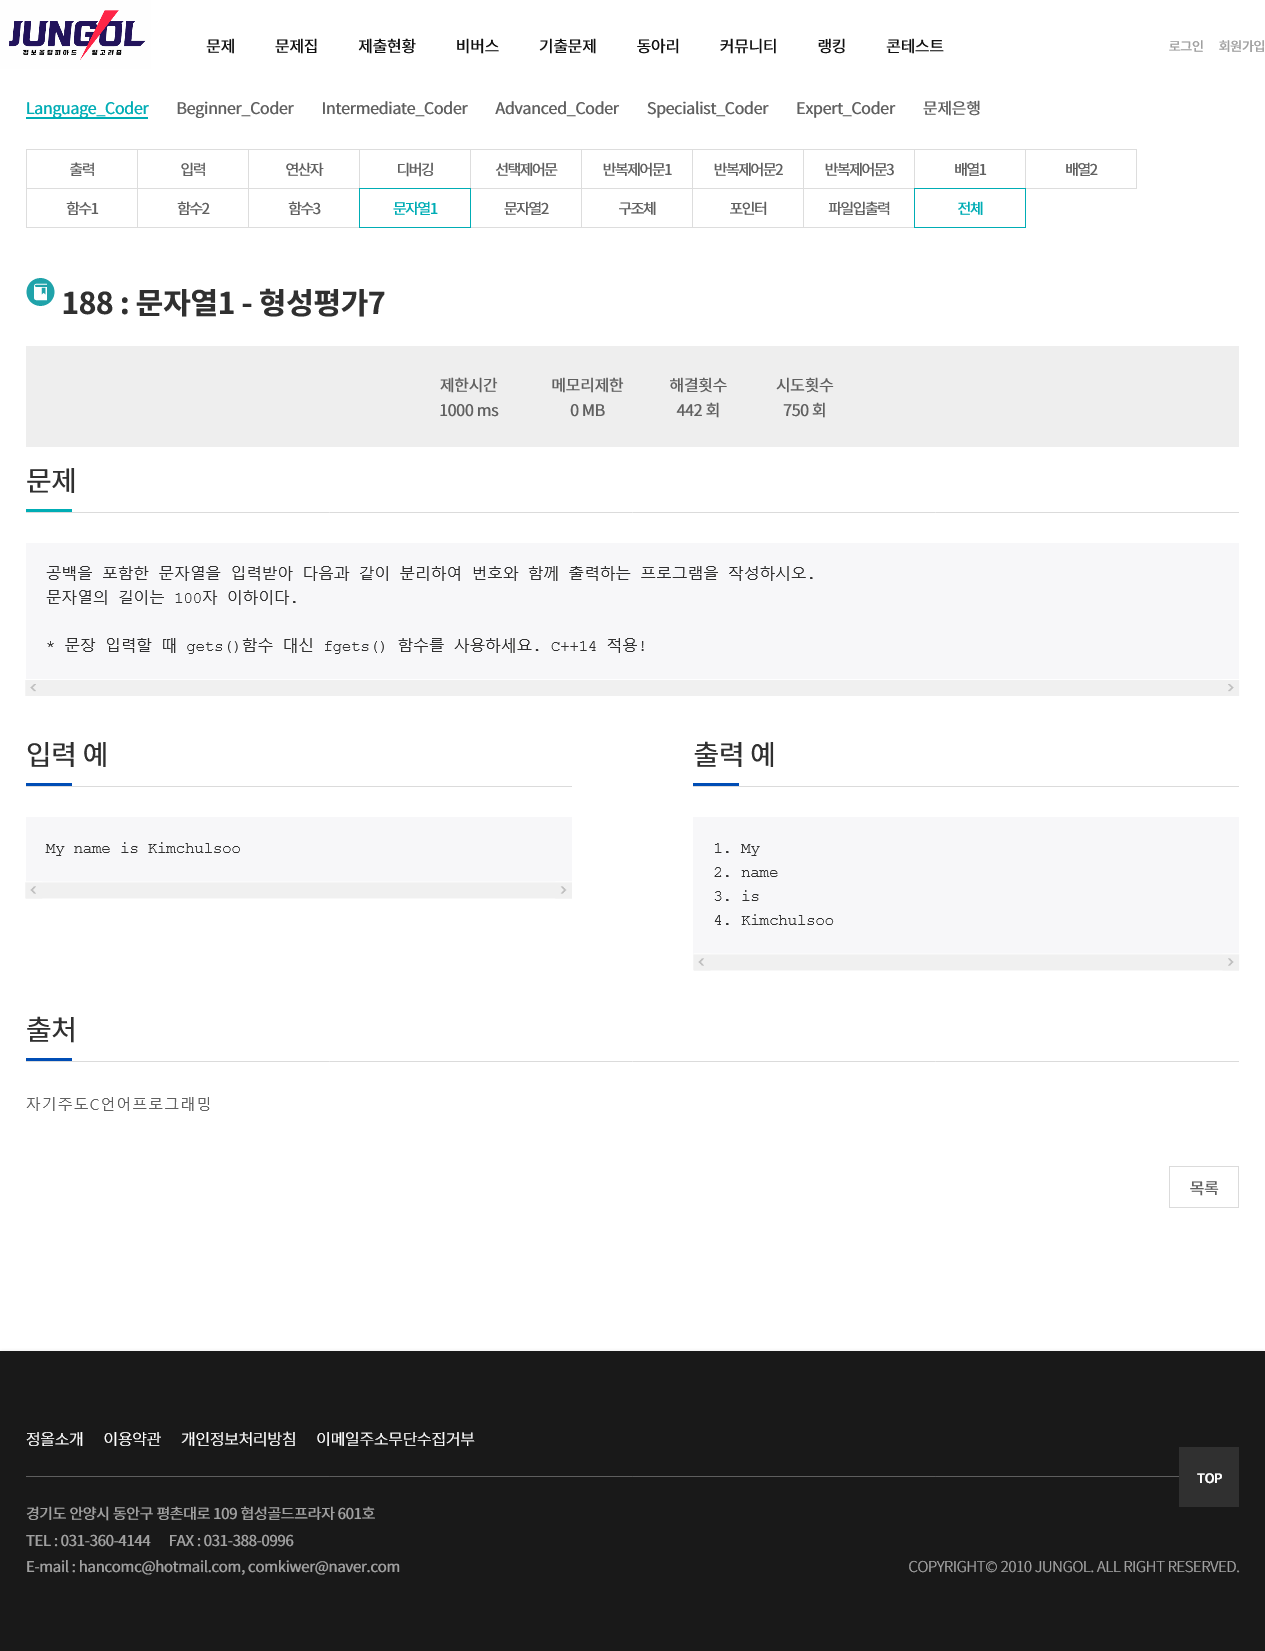 JUNGOL
정보올림피아드 알고리즘
문제 문제집 제출현황 비버스 기출문제 동아리 커뮤니티 랭킹 콘테스트
로그인 회원가입
Language_Coder Beginner_Coder Intermediate_Coder Advanced_Coder Specialist_Coder Expert_Coder 문제은행
출력 입력 연산자 디버깅 선택제어문 반복제어문1 반복제어문2 반복제어문3 배열1 배열2
함수1 함수2 함수3 문자열1 문자열2 구조체 포인터 파일입출력 전체
188 : 문자열1 - 형성평가7
제한시간 메모리제한 해결횟수 시도횟수
1000 ms 0 MB 442 회 750 회
문제
공백을 포함한 문자열을 입력받아 다음과 같이 분리하여 번호와 함께 출력하는 프로그램을 작성하시오.
문자열의 길이는 100자 이하이다.
* 문장 입력할 때 gets()함수 대신 fgets() 함수를 사용하세요. C++14 적용!
입력 예
My name is Kimchulsoo
출력 예
1. My
2. name
3. is
4. Kimchulsoo
출처
자기주도C언어프로그래밍
목록
정올소개 이용약관 개인정보처리방침 이메일주소무단수집거부
TOP
경기도 안양시 동안구 평촌대로 109 협성골드프라자 601호
TEL : 031-360-4144 FAX : 031-388-0996
E-mail : hancomc@hotmail.com, comkiwer@naver.com
COPYRIGHT© 2010 JUNGOL. ALL RIGHT RESERVED.